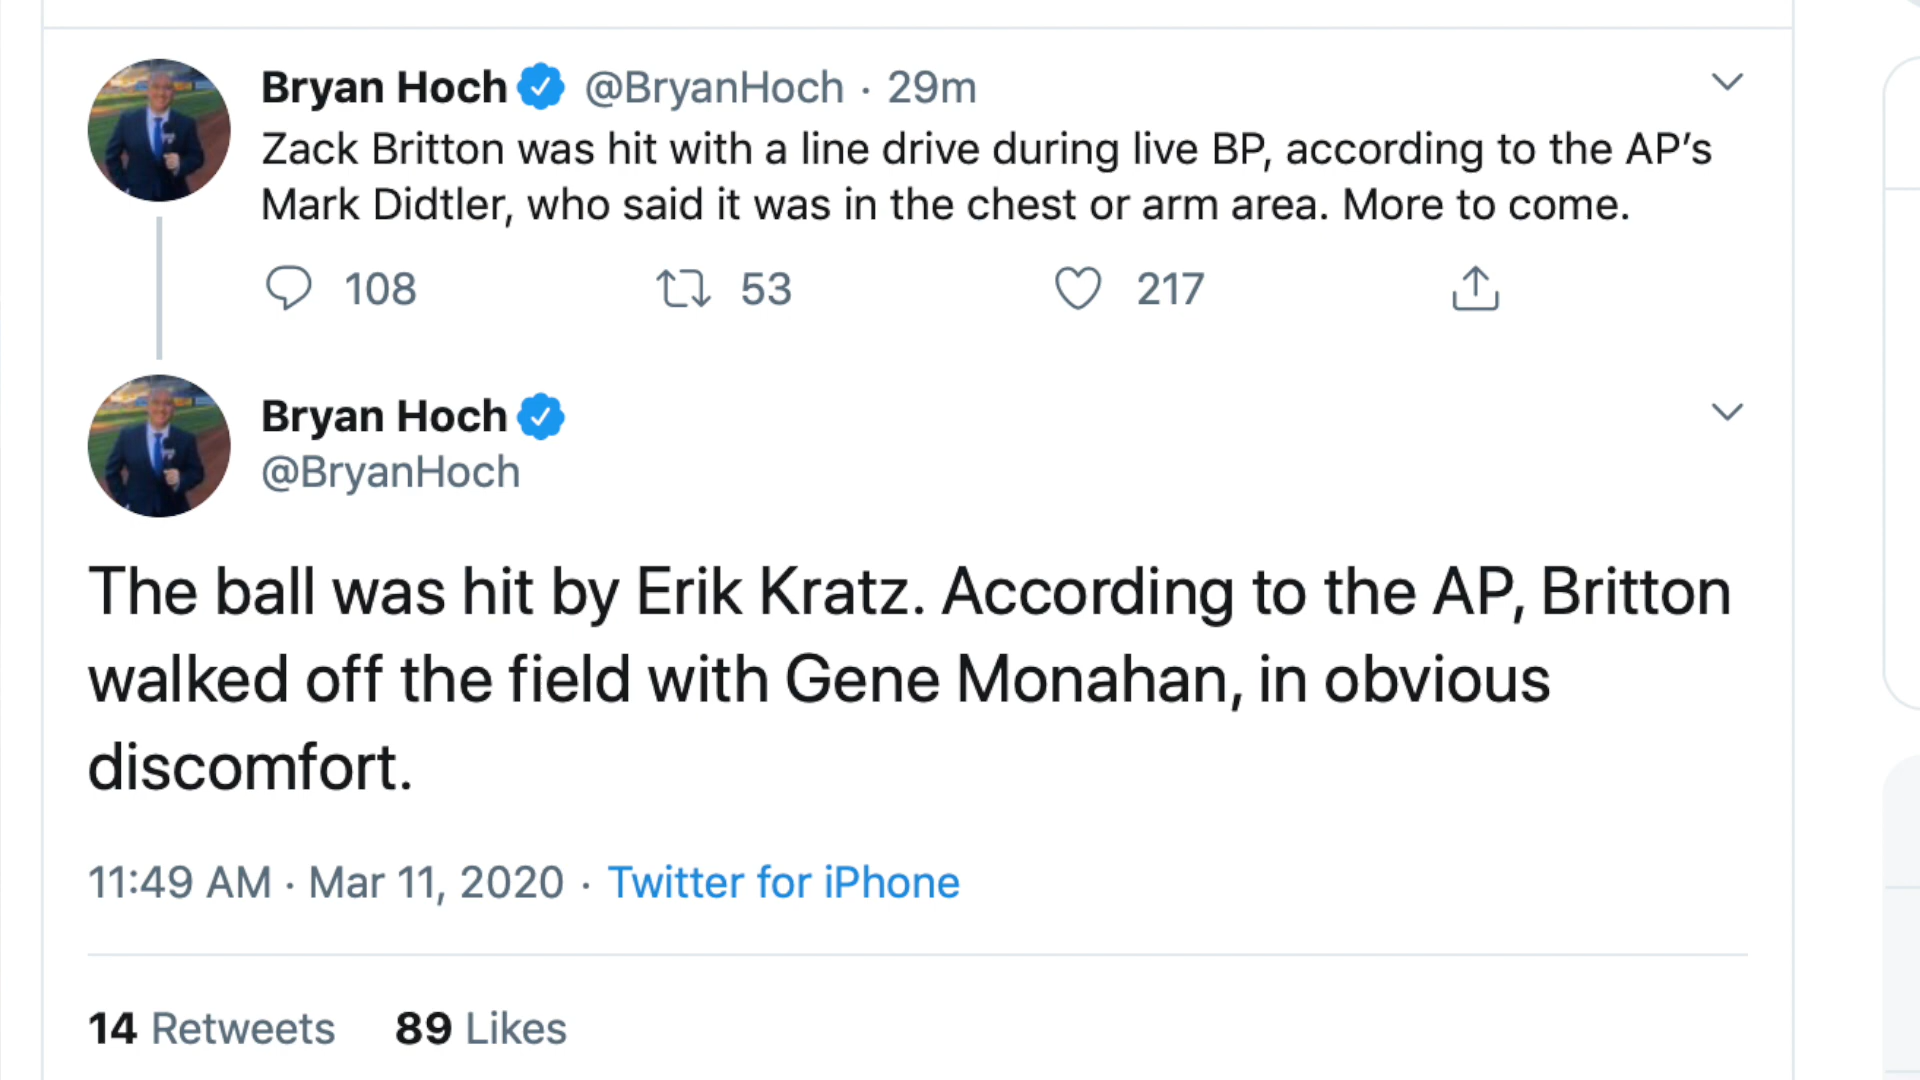 Bryan Hoch @BryanHoch · 29m
Zack Britton was hit with a line drive during live BP, according to the AP’s
Mark Didtler, who said it was in the chest or arm area. More to come.
108 53 217
Bryan Hoch
@BryanHoch
The ball was hit by Erik Kratz. According to the AP, Britton
walked off the field with Gene Monahan, in obvious
discomfort.
11:49 AM · Mar 11, 2020 · Twitter for iPhone
14 Retweets 89 Likes